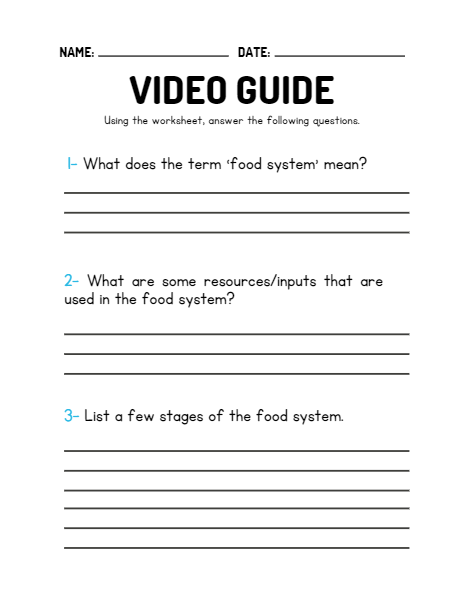 NAME: DATE:
VIDEO GUIDE
Using the worksheet, answer the following questions.
1- What does the term ‘food system’ mean?
2- What are some resources/inputs that are
used in the food system?
3- List a few stages of the food system.